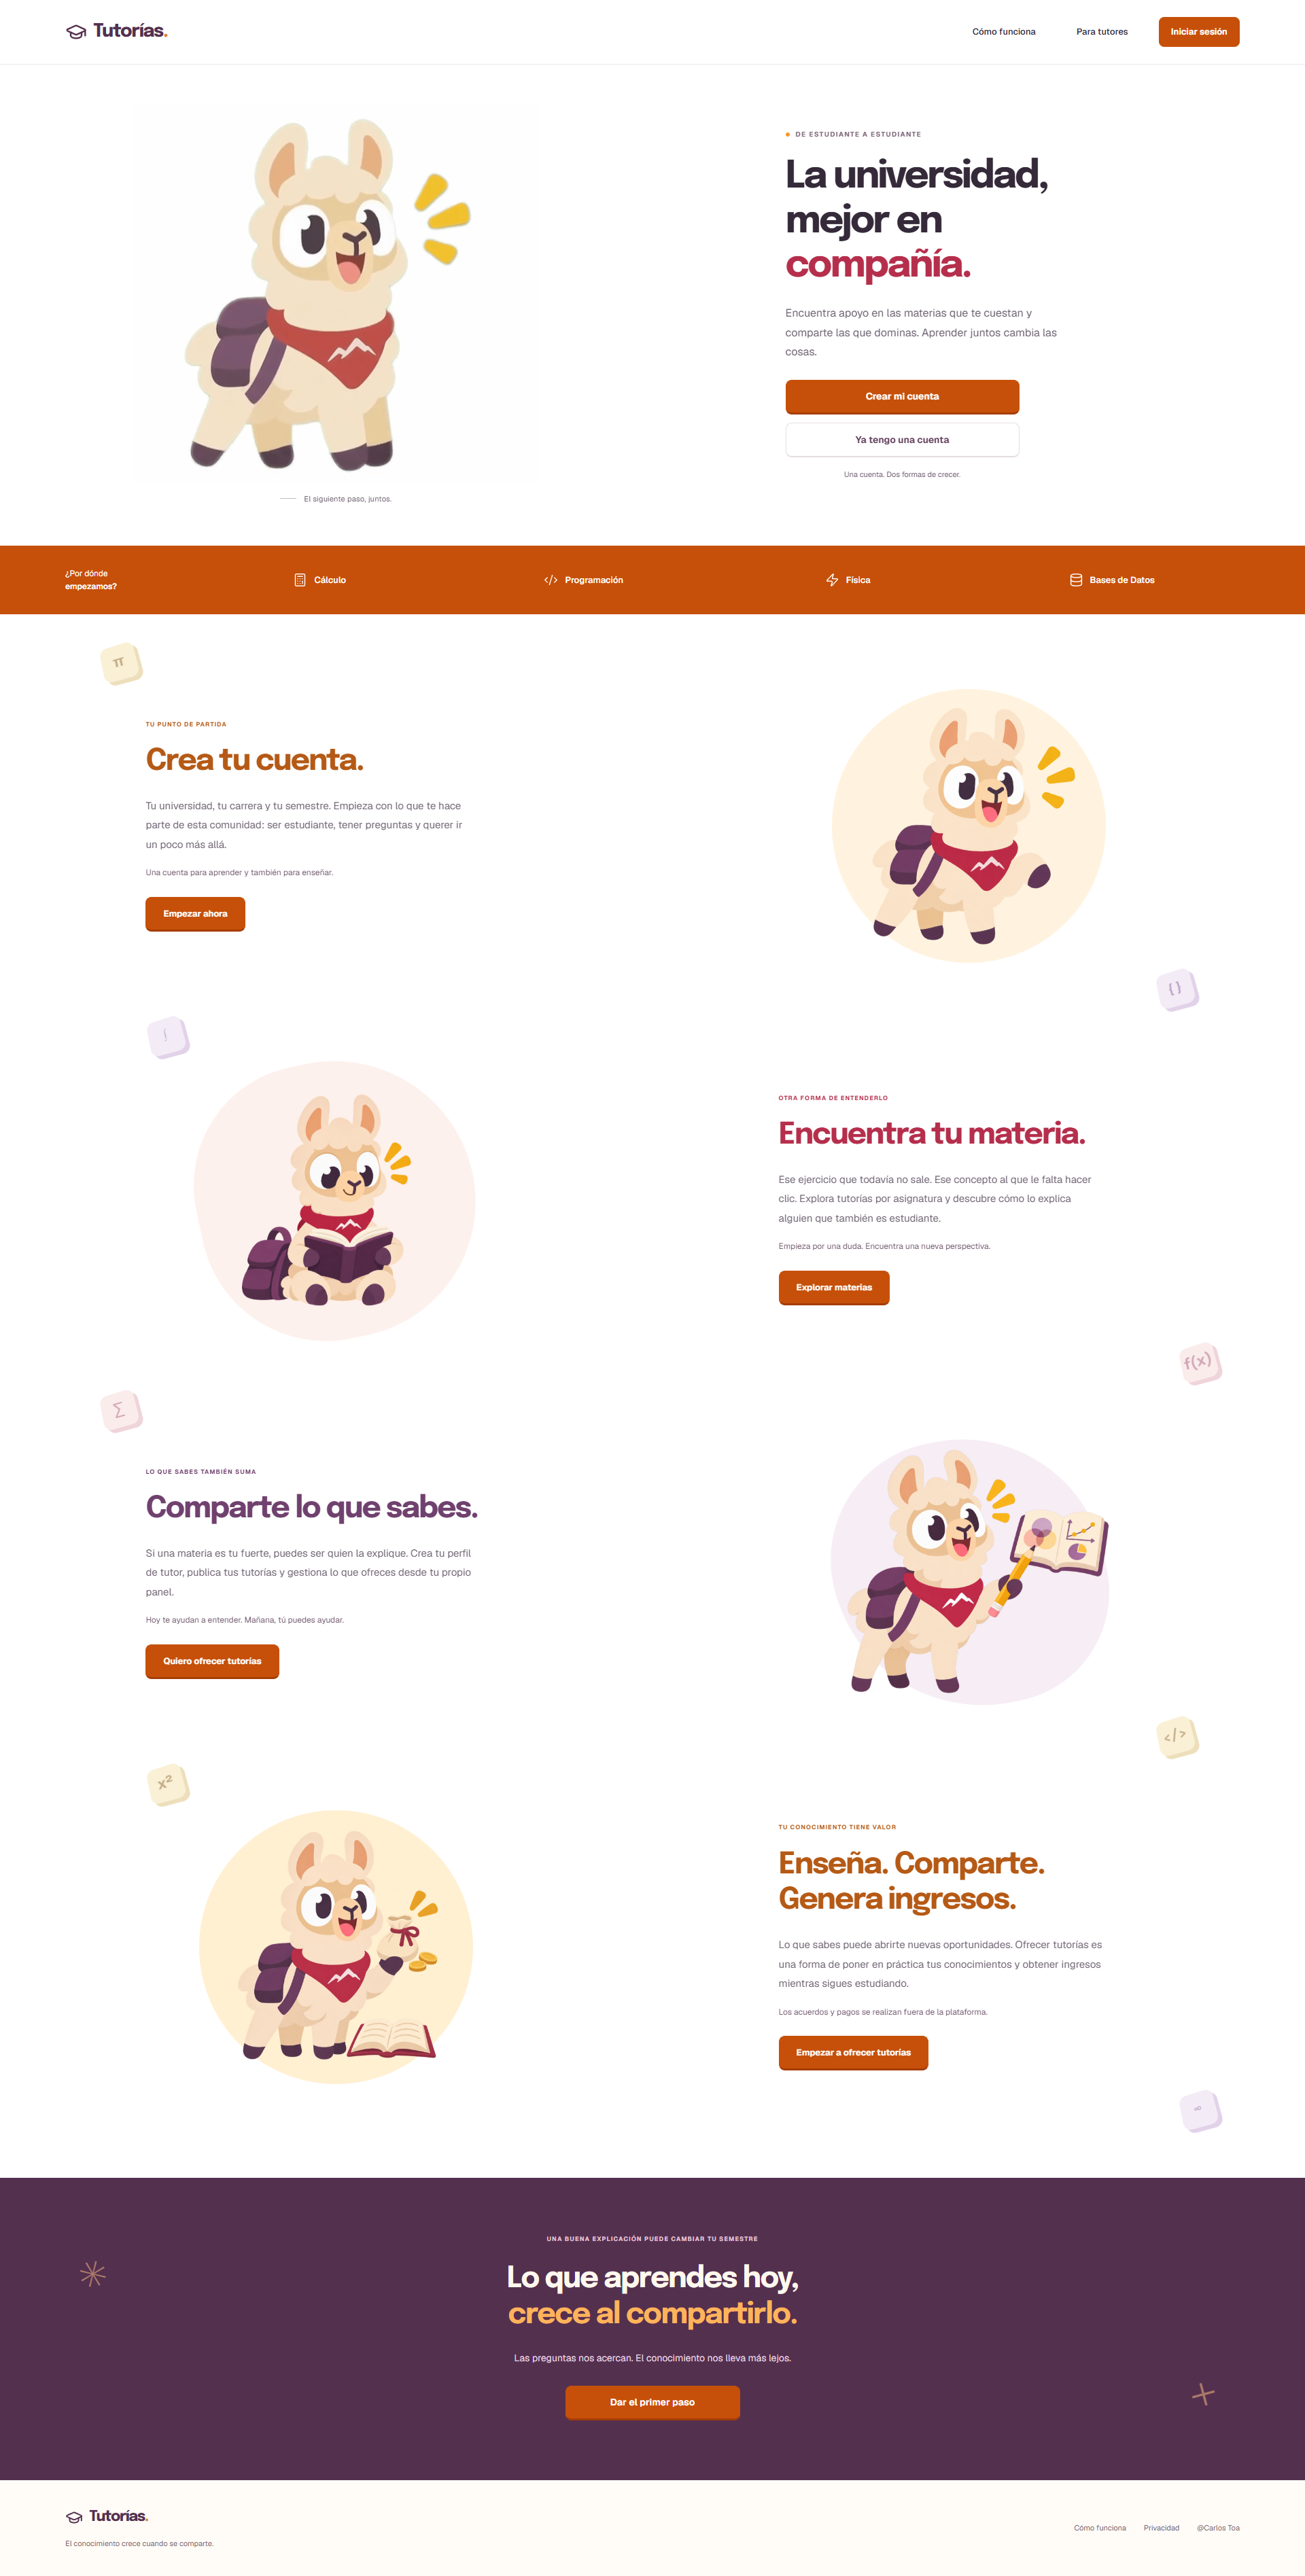 Tutorías.
Cómo funciona
Para tutores
Iniciar sesión
DE ESTUDIANTE A ESTUDIANTE
La universidad,
mejor en
compañía.
Encuentra apoyo en las materias que te cuestan y
comparte las que dominas. Aprender juntos cambia las
cosas.
Crear mi cuenta
Ya tengo una cuenta
Una cuenta. Dos formas de crecer.
El siguiente paso, juntos.
¿Por dónde
empezamos?
Cálculo
Programación
Física
Bases de Datos
π
TU PUNTO DE PARTIDA
Crea tu cuenta.
Tu universidad, tu carrera y tu semestre. Empieza con lo que te hace
parte de esta comunidad: ser estudiante, tener preguntas y querer ir
un poco más allá.
Una cuenta para aprender y también para enseñar.
Empezar ahora
{ }
∫
OTRA FORMA DE ENTENDERLO
Encuentra tu materia.
Ese ejercicio que todavía no sale. Ese concepto al que le falta hacer
clic. Explora tutorías por asignatura y descubre cómo lo explica
alguien que también es estudiante.
Empieza por una duda. Encuentra una nueva perspectiva.
Explorar materias
f(x)
∑
LO QUE SABES TAMBIÉN SUMA
Comparte lo que sabes.
Si una materia es tu fuerte, puedes ser quien la explique. Crea tu perfil
de tutor, publica tus tutorías y gestiona lo que ofreces desde tu propio
panel.
Hoy te ayudan a entender. Mañana, tú puedes ayudar.
Quiero ofrecer tutorías
</>
x²
TU CONOCIMIENTO TIENE VALOR
Enseña. Comparte.
Genera ingresos.
Lo que sabes puede abrirte nuevas oportunidades. Ofrecer tutorías es
una forma de poner en práctica tus conocimientos y obtener ingresos
mientras sigues estudiando.
Los acuerdos y pagos se realizan fuera de la plataforma.
Empezar a ofrecer tutorías
∞
UNA BUENA EXPLICACIÓN PUEDE CAMBIAR TU SEMESTRE
Lo que aprendes hoy,
crece al compartirlo.
Las preguntas nos acercan. El conocimiento nos lleva más lejos.
Dar el primer paso
Tutorías.
El conocimiento crece cuando se comparte.
Cómo funciona
Privacidad
@Carlos Toa